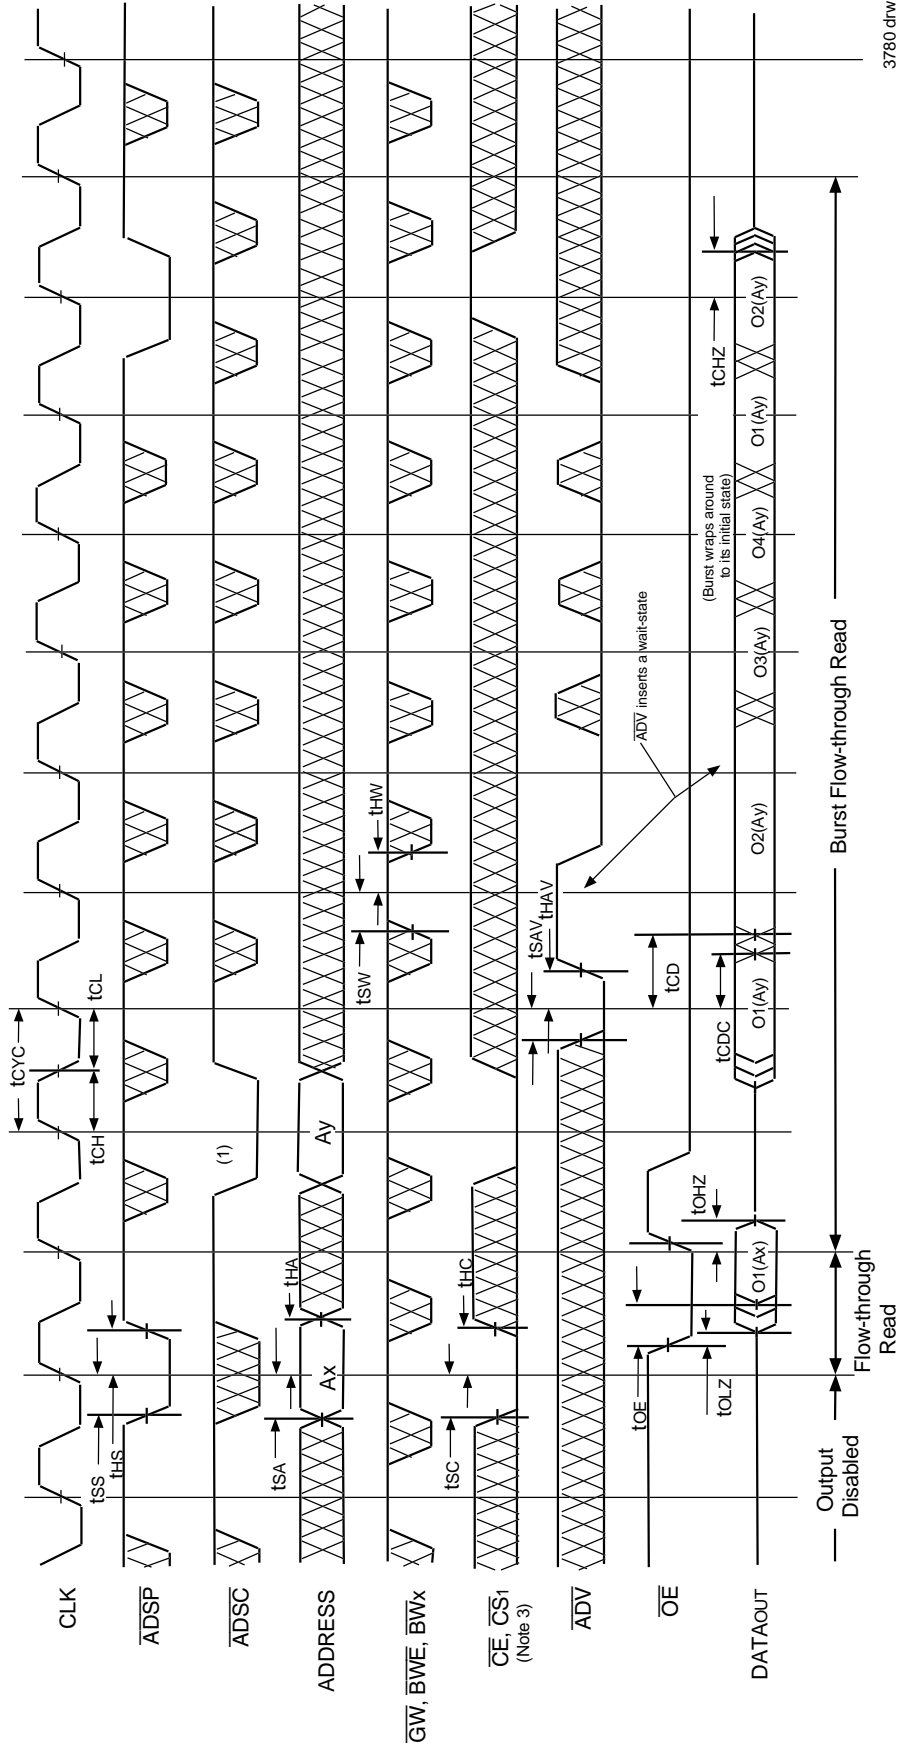 CLK
tCYC
tCH
tCL
tSS
tHS
ADSP
ADSC
(1)
ADDRESS
tSA
tHA
Ax
Ay
GW, BWE, BWx
tSW
tHW
CE, CS1
(Note 3)
tSC
tHC
ADV
tSAV
tHAV
ADV inserts a wait-state
OE
tOE
tOHZ
tOLZ
tCD
tCDC
tCHZ
(Burst wraps around
to its initial state)
DATAOUT
O1(Ax)
O1(Ay)
O2(Ay)
O3(Ay)
O4(Ay)
O1(Ay)
O2(Ay)
Output
Disabled
Flow-through
Read
Burst Flow-through Read
3780 drw